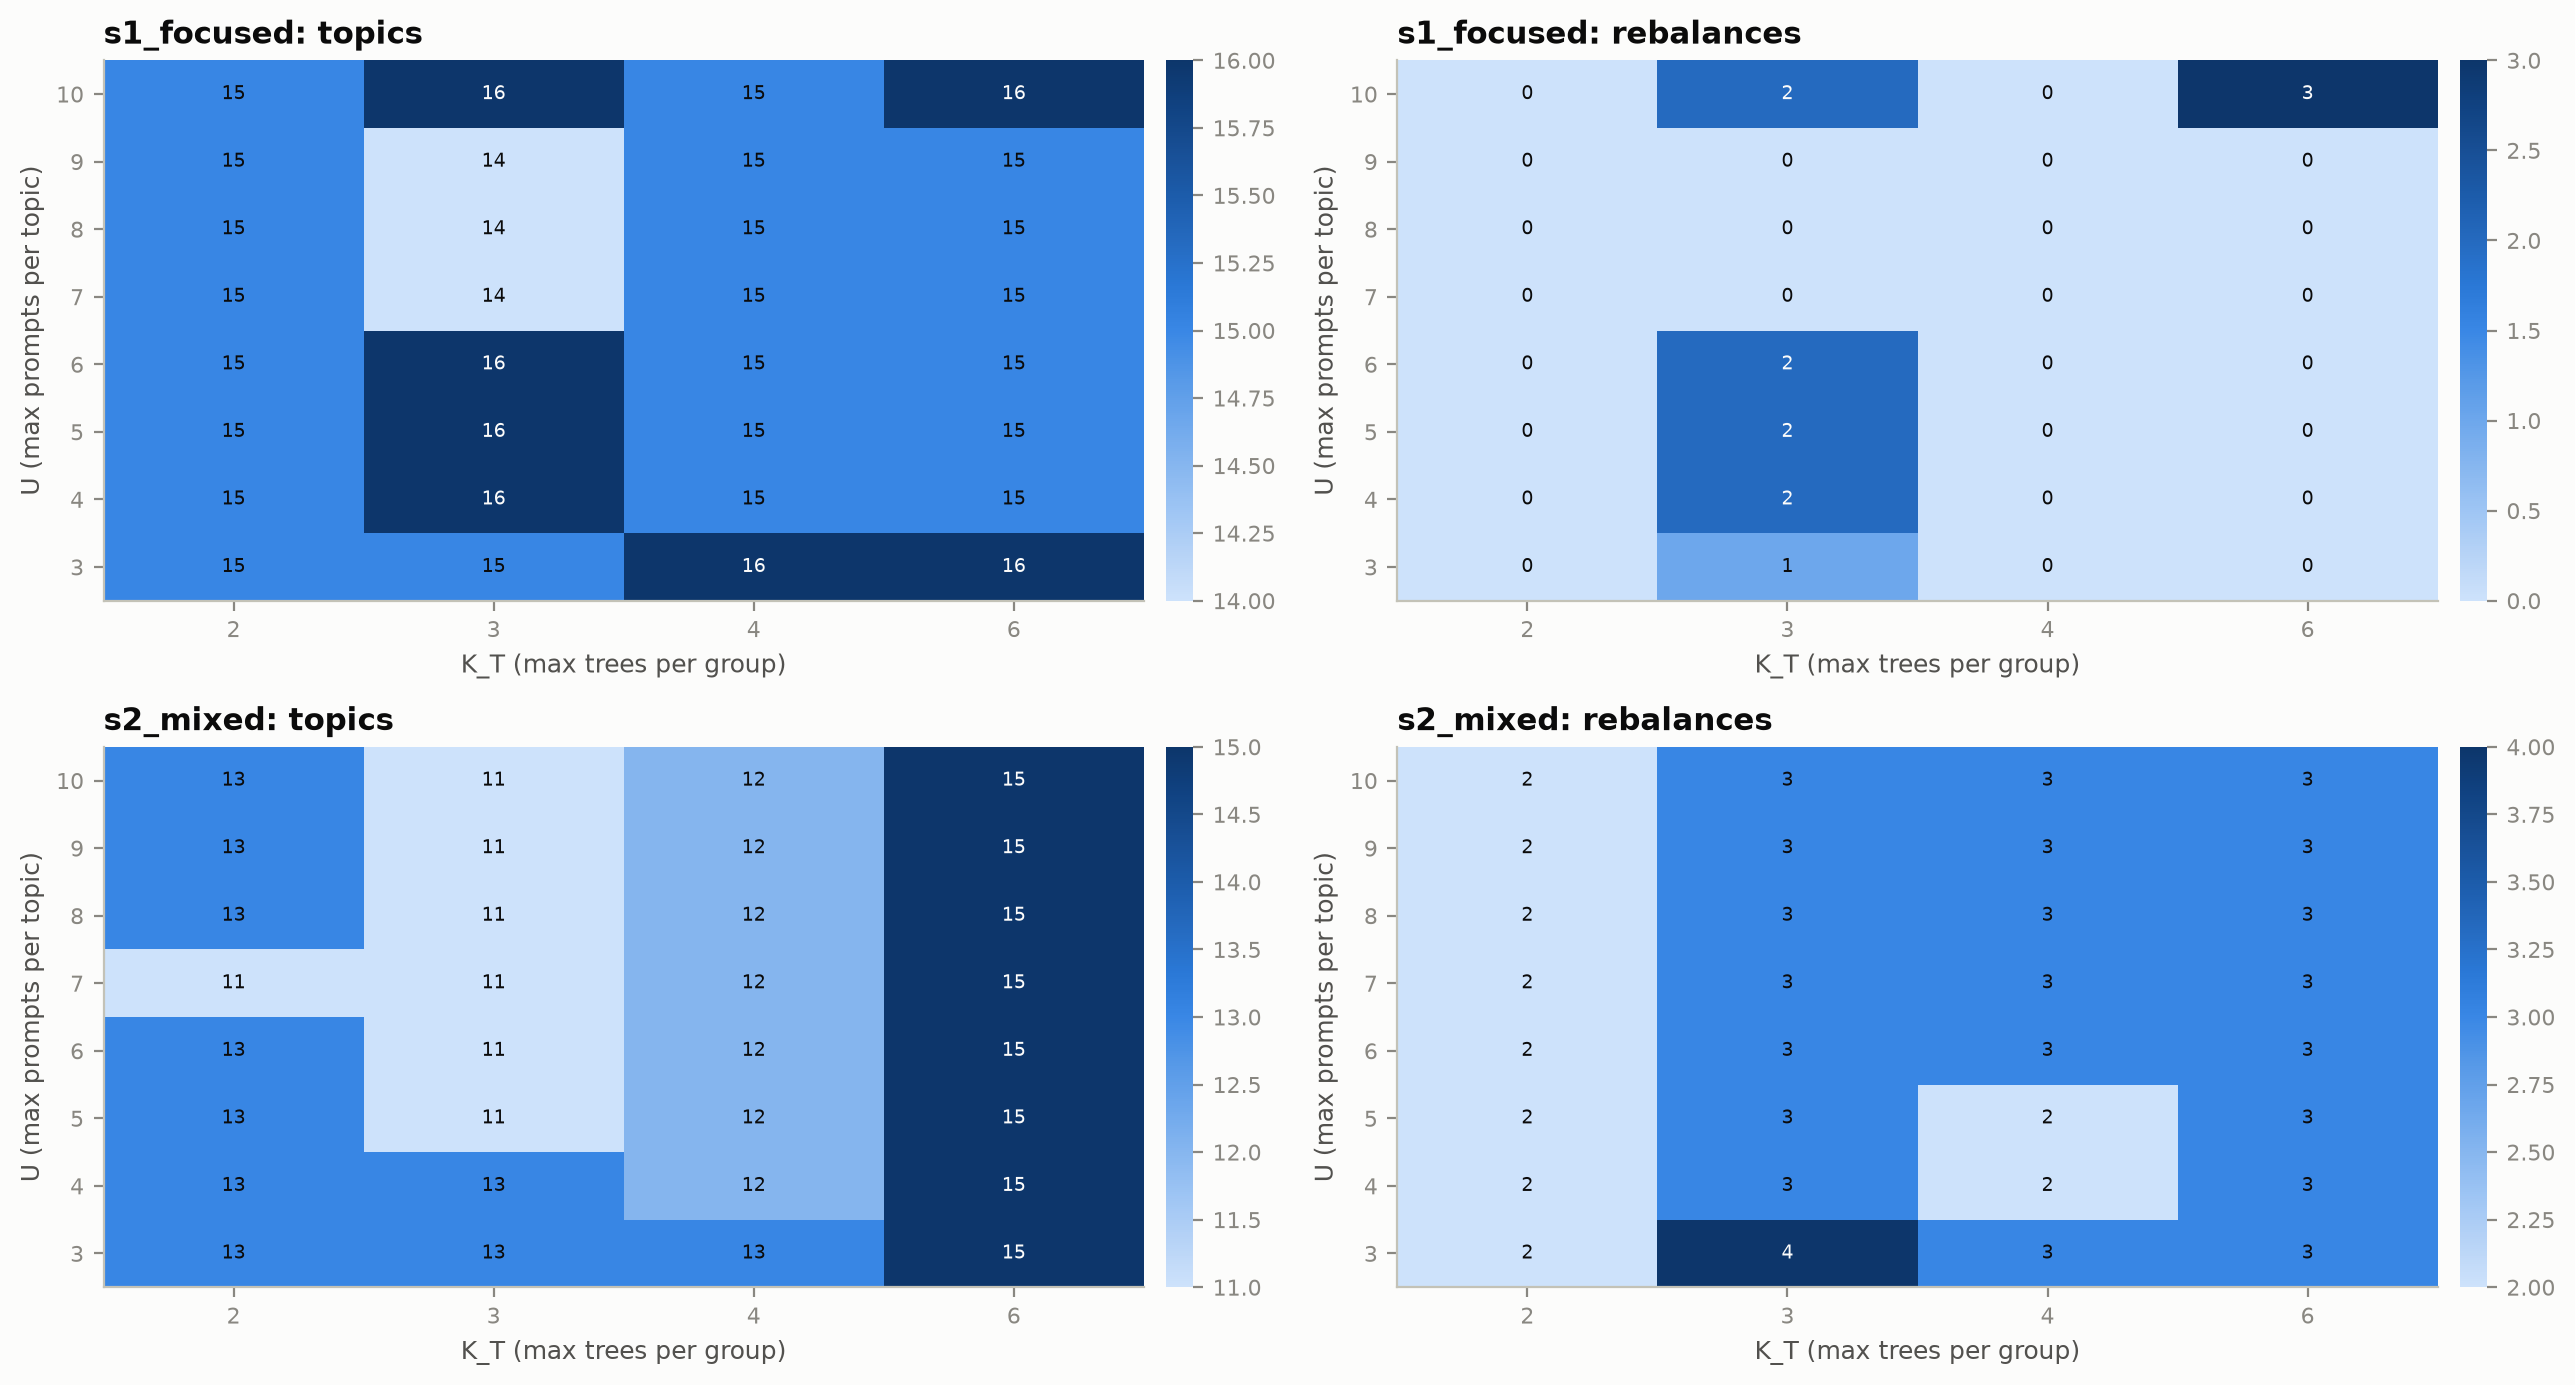 s1_focused: topics
U (max prompts per topic)
10 15 16 15 16
9 15 14 15 15
8 15 14 15 15
7 15 14 15 15
6 15 16 15 15
5 15 16 15 15
4 15 16 15 15
3 15 15 16 16
2 3 4 6
K_T (max trees per group)
16.00
15.75
15.50
15.25
15.00
14.75
14.50
14.25
14.00
s1_focused: rebalances
U (max prompts per topic)
10 0 2 0 3
9 0 0 0 0
8 0 0 0 0
7 0 0 0 0
6 0 2 0 0
5 0 2 0 0
4 0 2 0 0
3 0 1 0 0
2 3 4 6
K_T (max trees per group)
3.0
2.5
2.0
1.5
1.0
0.5
0.0
s2_mixed: topics
U (max prompts per topic)
10 13 11 12 15
9 13 11 12 15
8 13 11 12 15
7 11 11 12 15
6 13 11 12 15
5 13 11 12 15
4 13 13 12 15
3 13 13 13 15
2 3 4 6
K_T (max trees per group)
15.0
14.5
14.0
13.5
13.0
12.5
12.0
11.5
11.0
s2_mixed: rebalances
U (max prompts per topic)
10 2 3 3 3
9 2 3 3 3
8 2 3 3 3
7 2 3 3 3
6 2 3 3 3
5 2 3 2 3
4 2 3 2 3
3 2 4 3 3
2 3 4 6
K_T (max trees per group)
4.00
3.75
3.50
3.25
3.00
2.75
2.50
2.25
2.00